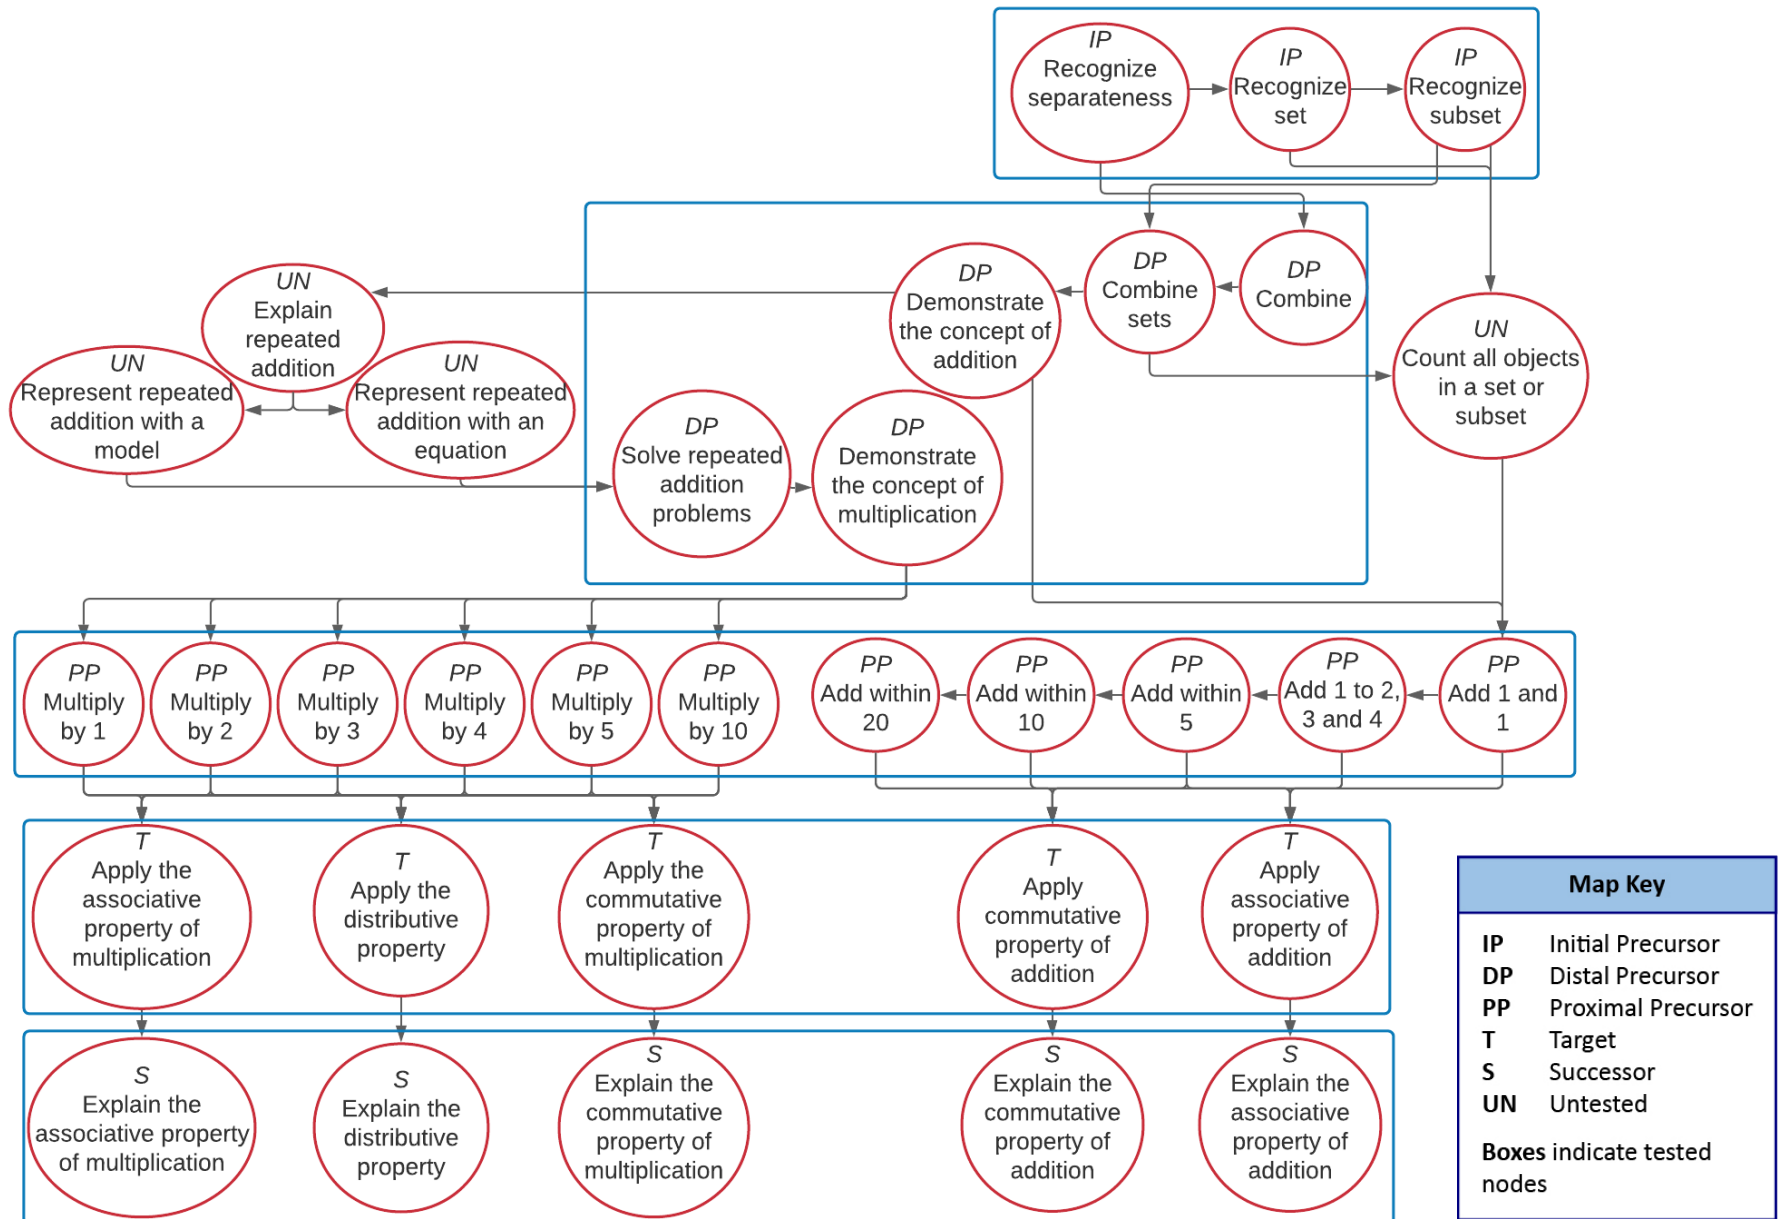 IP
Recognize
separateness
IP
Recognize
set
IP
Recognize
subset
DP
Demonstrate
the concept of
addition
DP
Combine
sets
DP
Combine
UN
Explain
repeated
addition
UN
Represent repeated
addition with a
model
UN
Represent repeated
addition with an
equation
UN
Count all objects
in a set or
subset
DP
Solve repeated
addition
problems
DP
Demonstrate
the concept of
multiplication
PP
Multiply
by 1
PP
Multiply
by 2
PP
Multiply
by 3
PP
Multiply
by 4
PP
Multiply
by 5
PP
Multiply
by 10
PP
Add within
20
PP
Add within
10
PP
Add within
5
PP
Add 1 to 2,
3 and 4
PP
Add 1 and
1
T
Apply the
associative
property of
multiplication
T
Apply the
distributive
property
T
Apply the
commutative
property of
multiplication
T
Apply
commutative
property of
addition
T
Apply
associative
property of
addition
S
Explain the
associative property
of multiplication
S
Explain the
distributive
property
S
Explain the
commutative
property of
multiplication
S
Explain the
commutative
property of
addition
S
Explain the
associative
property of
addition
Map Key
IP Initial Precursor
DP Distal Precursor
PP Proximal Precursor
T Target
S Successor
UN Untested
Boxes indicate tested
nodes